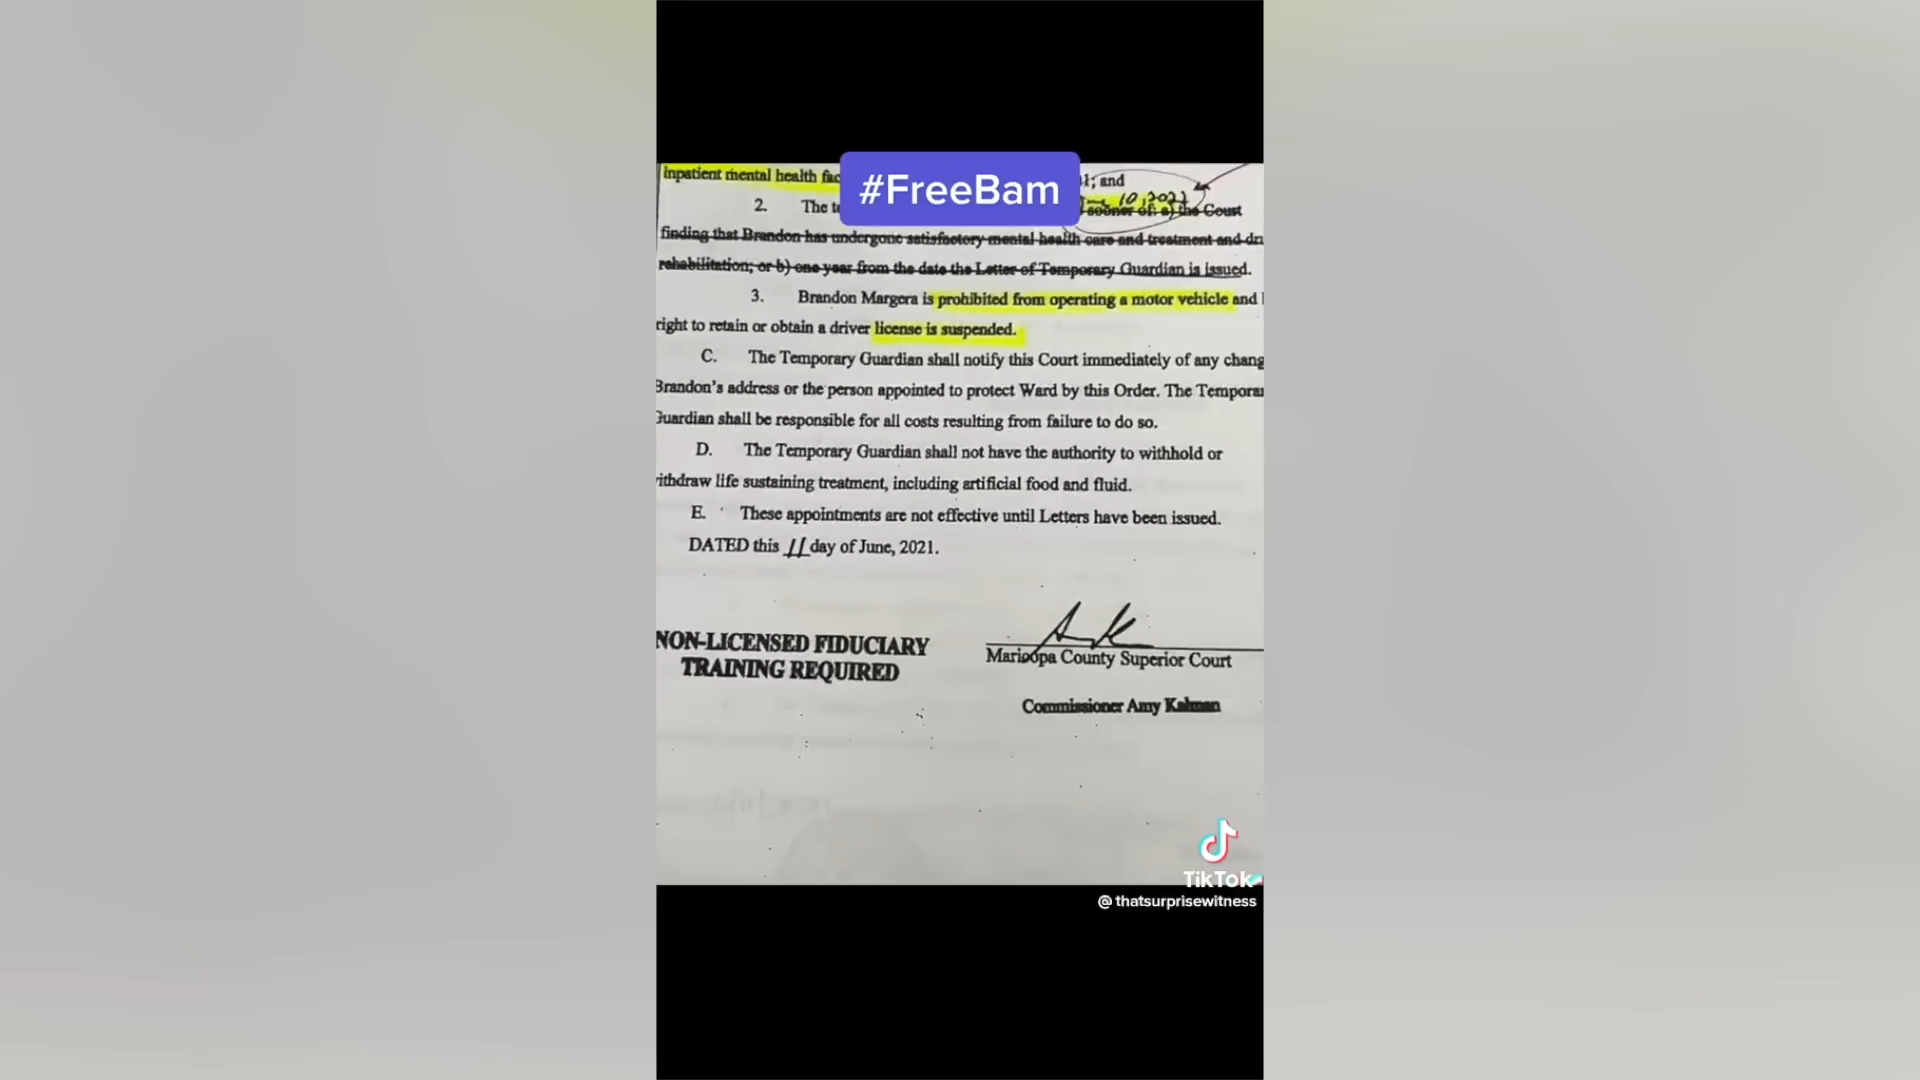 inpatient mental health fac
#FreeBam
; and
10, 2022
2. The t
sooner of: a) the Court
finding that Brandon has undergone satisfactory mental health care and treatment and dru
rehabilitation; or b) one year from the date the Letter of Temporary Guardian is issued.
3. Brandon Margera is prohibited from operating a motor vehicle and
right to retain or obtain a driver license is suspended.
C. The Temporary Guardian shall notify this Court immediately of any chang
Brandon's address or the person appointed to protect Ward by this Order. The Tempora
Guardian shall be responsible for all costs resulting from failure to do so.
D. The Temporary Guardian shall not have the authority to withhold or
ithdraw life sustaining treatment, including artificial food and fluid.
E. These appointments are not effective until Letters have been issued.
DATED this 11 day of June, 2021.
NON-LICENSED FIDUCIARY
TRAINING REQUIRED
Maricopa County Superior Court
Commissioner Amy Kalman
TikTok
@thatsurprisewitness